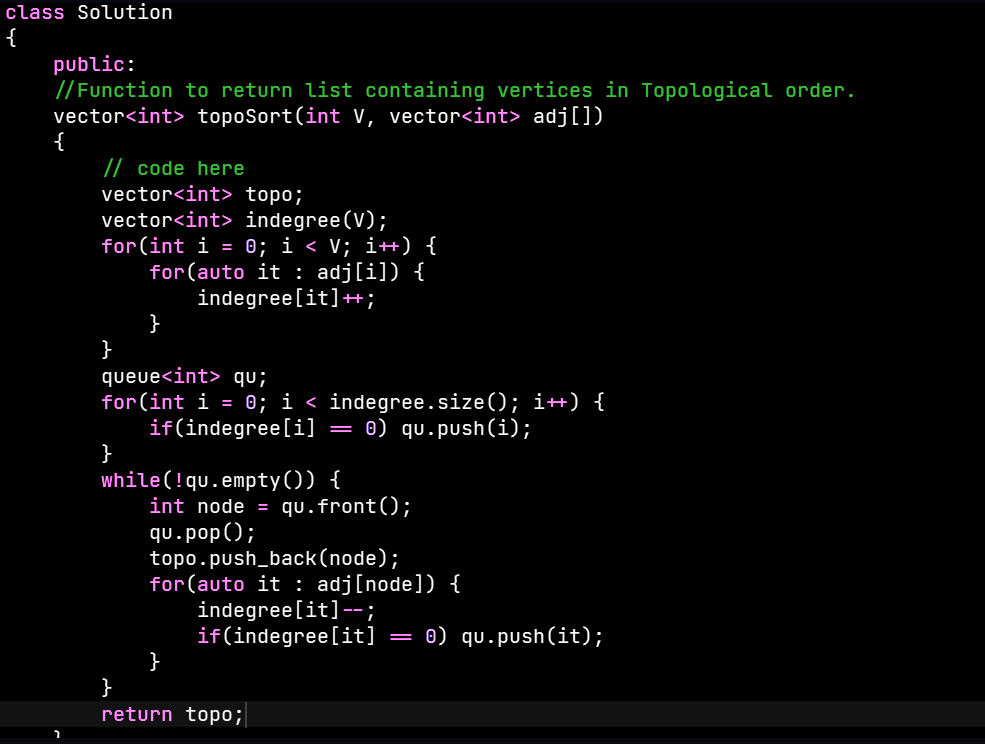 class Solution
{
    public:
    //Function to return list containing vertices in Topological order.
    vector<int> topoSort(int V, vector<int> adj[])
    {
        // code here
        vector<int> topo;
        vector<int> indegree(V);
        for(int i = 0; i < V; i++) {
            for(auto it : adj[i]) {
                indegree[it]++;
            }
        }
        queue<int> qu;
        for(int i = 0; i < indegree.size(); i++) {
            if(indegree[i] == 0) qu.push(i);
        }
        while(!qu.empty()) {
            int node = qu.front();
            qu.pop();
            topo.push_back(node);
            for(auto it : adj[node]) {
                indegree[it]--;
                if(indegree[it] == 0) qu.push(it);
            }
        }
        return topo;
    }